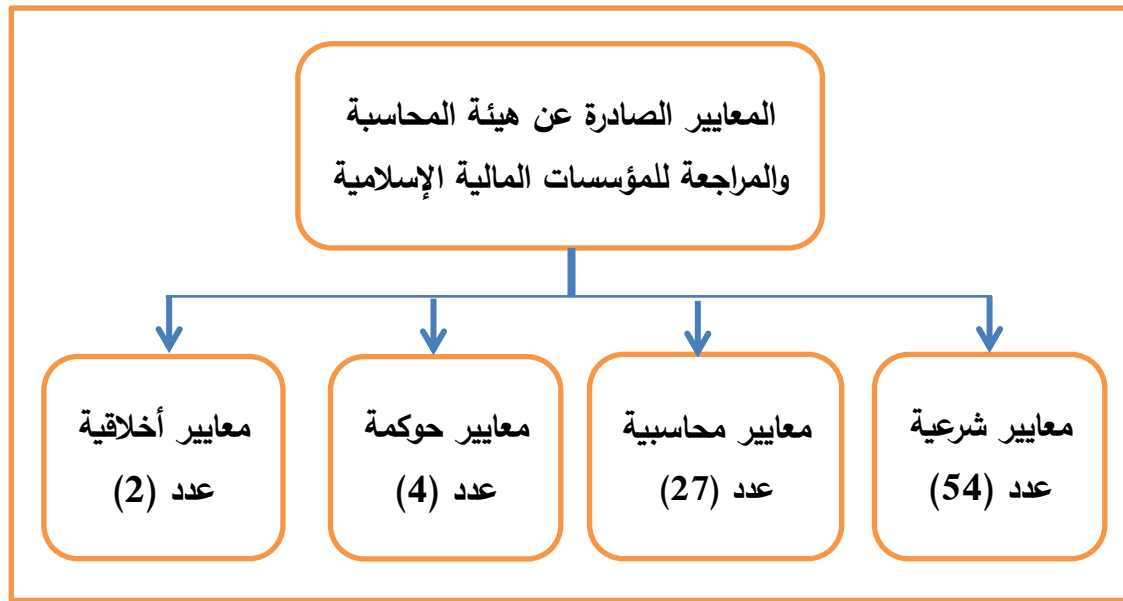 المعايير الصادرة عن هيئة المحاسبة
والمراجعة للمؤسسات المالية الإسلامية
معايير شرعية
عدد (54)
معايير محاسبية
عدد (27)
معايير حوكمة
عدد (4)
معايير أخلاقية
عدد (2)